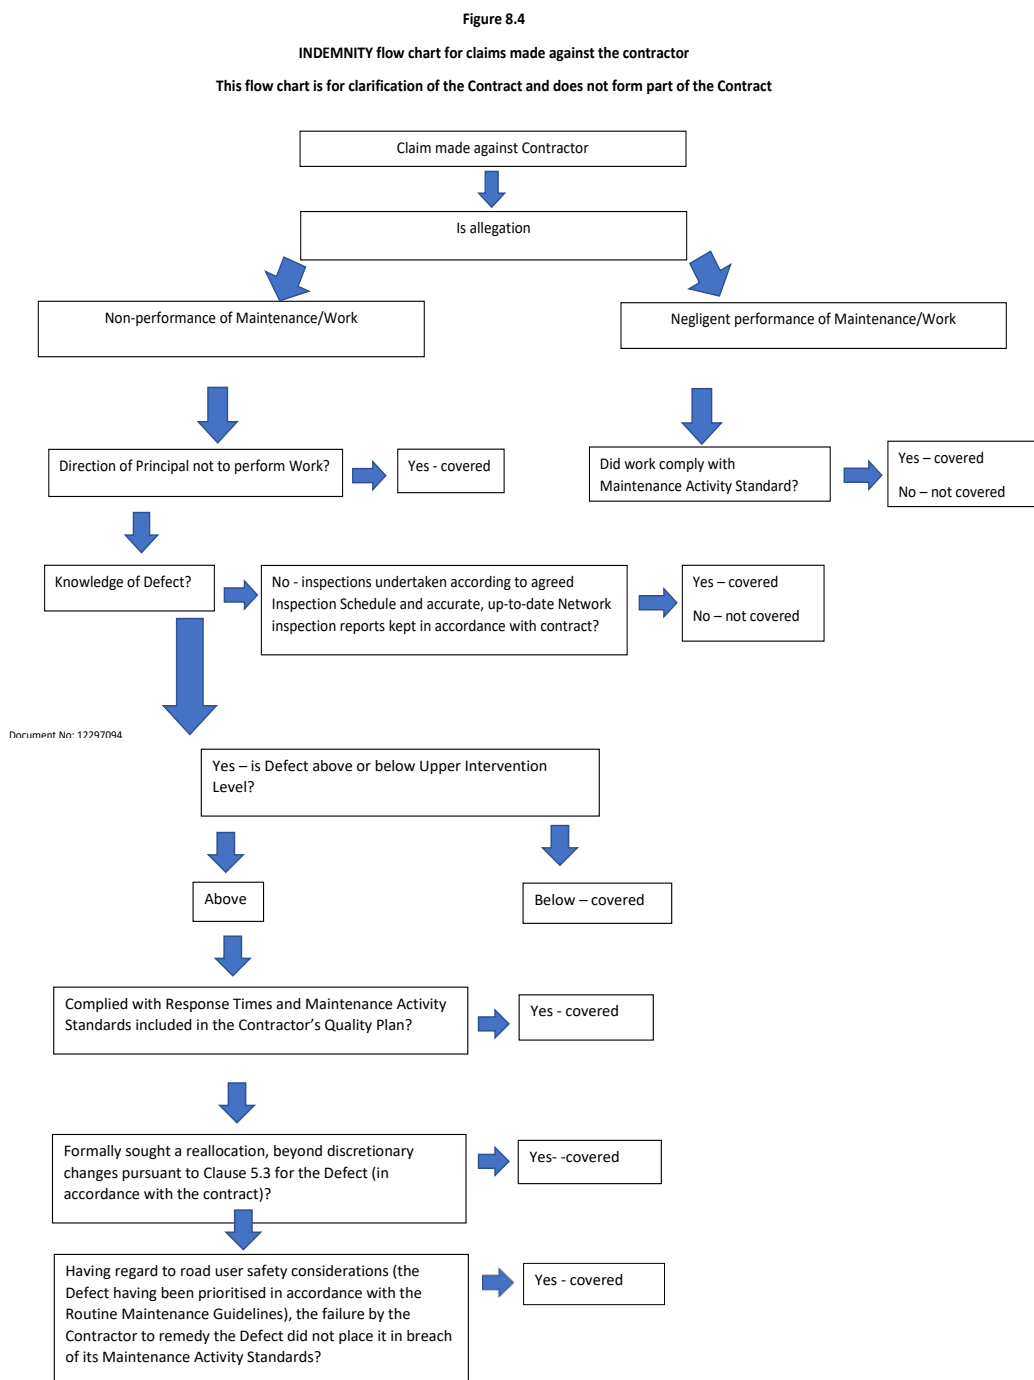 Figure 8.4
INDEMNITY flow chart for claims made against the contractor
This flow chart is for clarification of the Contract and does not form part of the Contract
Claim made against Contractor
Is allegation
Non-performance of Maintenance/Work
Negligent performance of Maintenance/Work
Direction of Principal not to perform Work?
Yes - covered
Did work comply with
Maintenance Activity Standard?
Yes – covered
No – not covered
Knowledge of Defect?
No - inspections undertaken according to agreed
Inspection Schedule and accurate, up-to-date Network
inspection reports kept in accordance with contract?
Yes – covered
No – not covered
Document No: 12297094
Yes – is Defect above or below Upper Intervention
Level?
Above
Below – covered
Complied with Response Times and Maintenance Activity
Standards included in the Contractor’s Quality Plan?
Yes - covered
Formally sought a reallocation, beyond discretionary
changes pursuant to Clause 5.3 for the Defect (in
accordance with the contract)?
Yes- -covered
Having regard to road user safety considerations (the
Defect having been prioritised in accordance with the
Routine Maintenance Guidelines), the failure by the
Contractor to remedy the Defect did not place it in breach
of its Maintenance Activity Standards?
Yes - covered